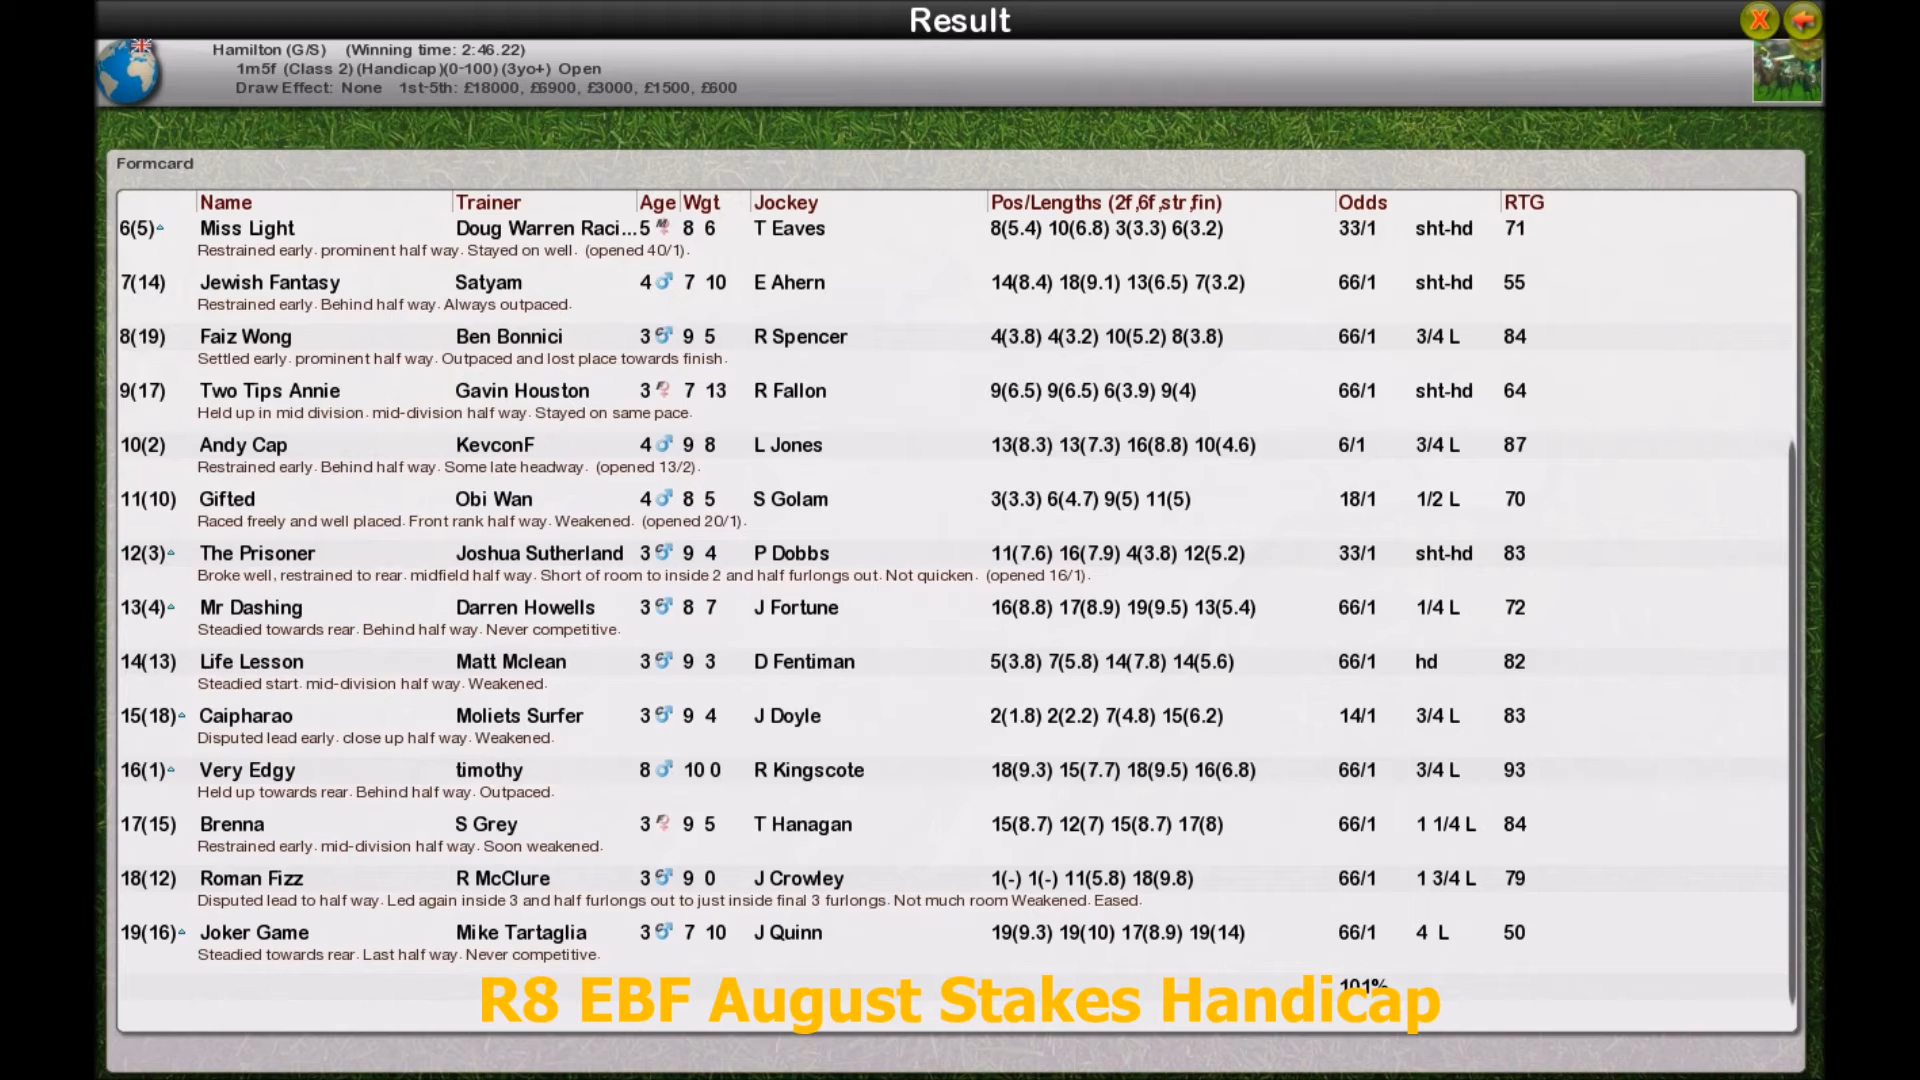 Result
Hamilton (G/S) (Winning time: 2:46.22)
1m5f (Class 2)(Handicap)(0-100)(3yo+) Open
Draw Effect: None 1st-5th: £18000, £6900, £3000, £1500, £600
Formcard
Name Trainer Age Wgt Jockey Pos/Lengths (2f,6f,str,fin) Odds RTG
6(5) Miss Light Doug Warren Raci... 5 8 6 T Eaves 8(5.4) 10(6.8) 3(3.3) 6(3.2) 33/1 sht-hd 71
Restrained early. prominent half way. Stayed on well. (opened 40/1).
7(14) Jewish Fantasy Satyam 4 7 10 E Ahern 14(8.4) 18(9.1) 13(6.5) 7(3.2) 66/1 sht-hd 55
Restrained early. Behind half way. Always outpaced.
8(19) Faiz Wong Ben Bonnici 3 9 5 R Spencer 4(3.8) 4(3.2) 10(5.2) 8(3.8) 66/1 3/4 L 84
Settled early. prominent half way. Outpaced and lost place towards finish.
9(17) Two Tips Annie Gavin Houston 3 7 13 R Fallon 9(6.5) 9(6.5) 6(3.9) 9(4) 66/1 sht-hd 64
Held up in mid division. mid-division half way. Stayed on same pace.
10(2) Andy Cap KevconF 4 9 8 L Jones 13(8.3) 13(7.3) 16(8.8) 10(4.6) 6/1 3/4 L 87
Restrained early. Behind half way. Some late headway. (opened 13/2).
11(10) Gifted Obi Wan 4 8 5 S Golam 3(3.3) 6(4.7) 9(5) 11(5) 18/1 1/2 L 70
Raced freely and well placed. Front rank half way. Weakened. (opened 20/1).
12(3) The Prisoner Joshua Sutherland 3 9 4 P Dobbs 11(7.6) 16(7.9) 4(3.8) 12(5.2) 33/1 sht-hd 83
Broke well, restrained to rear. midfield half way. Short of room to inside 2 and half furlongs out. Not quicken. (opened 16/1).
13(4) Mr Dashing Darren Howells 3 8 7 J Fortune 16(8.8) 17(8.9) 19(9.5) 13(5.4) 66/1 1/4 L 72
Steadied towards rear. Behind half way. Never competitive.
14(13) Life Lesson Matt Mclean 3 9 3 D Fentiman 5(3.8) 7(5.8) 14(7.8) 14(5.6) 66/1 hd 82
Steadied start. mid-division half way. Weakened.
15(18) Caipharao Moliets Surfer 3 9 4 J Doyle 2(1.8) 2(2.2) 7(4.8) 15(6.2) 14/1 3/4 L 83
Disputed lead early. close up half way. Weakened.
16(1) Very Edgy timothy 8 10 0 R Kingscote 18(9.3) 15(7.7) 18(9.5) 16(6.8) 66/1 3/4 L 93
Held up towards rear. Behind half way. Outpaced.
17(15) Brenna S Grey 3 9 5 T Hanagan 15(8.7) 12(7) 15(8.7) 17(8) 66/1 1 1/4 L 84
Restrained early. mid-division half way. Soon weakened.
18(12) Roman Fizz R McClure 3 9 0 J Crowley 1(-) 1(-) 11(5.8) 18(9.8) 66/1 1 3/4 L 79
Disputed lead to half way. Led again inside 3 and half furlongs out to just inside final 3 furlongs. Not much room Weakened. Eased.
19(16) Joker Game Mike Tartaglia 3 7 10 J Quinn 19(9.3) 19(10) 17(8.9) 19(14) 66/1 4 L 50
Steadied towards rear. Last half way. Never competitive.
101%
R8 EBF August Stakes Handicap